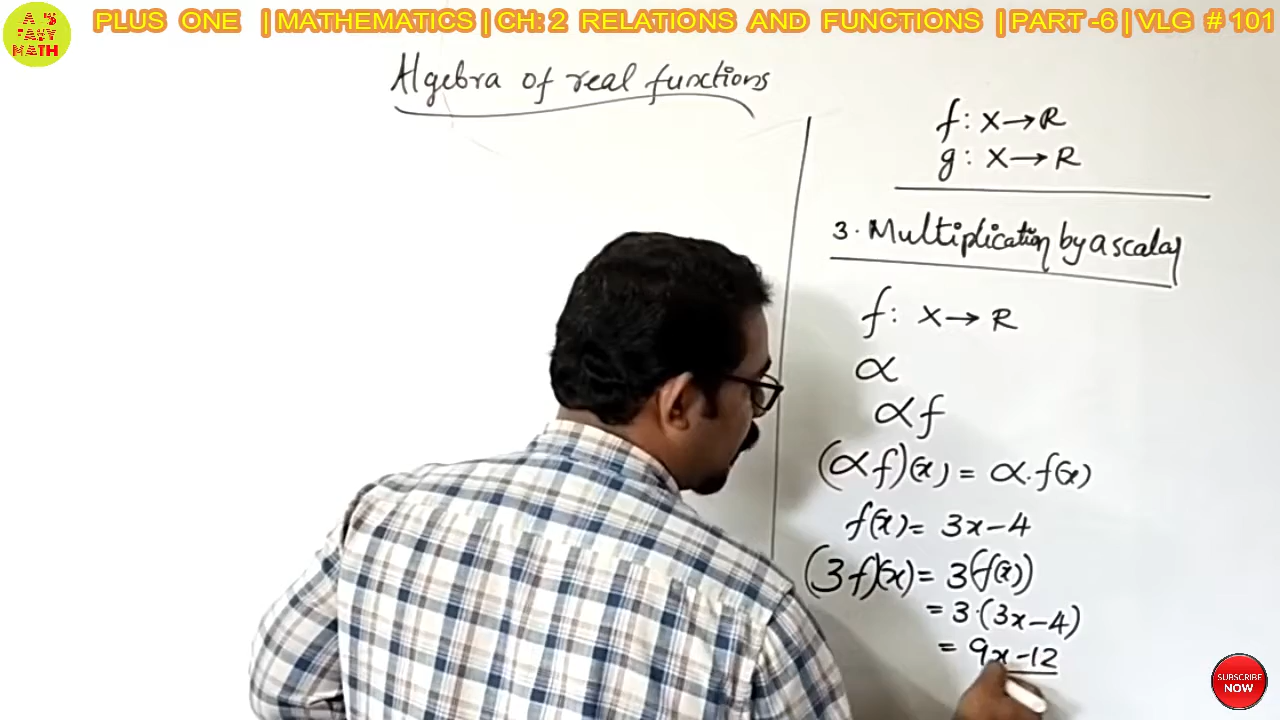 PLUS ONE | MATHEMATICS | CH: 2 RELATIONS AND FUNCTIONS | PART -6 | VLG # 101
MATH
Algebra of real functions
f: X→R
g: X→R
3. Multiplication by a scalar
f: X→R
α
αf
(αf)(x) = α.f(x)
f(x) = 3x-4
(3f)(x) = 3(f(x))
= 3.(3x-4)
= 9x-12
SUBSCRIBE
NOW